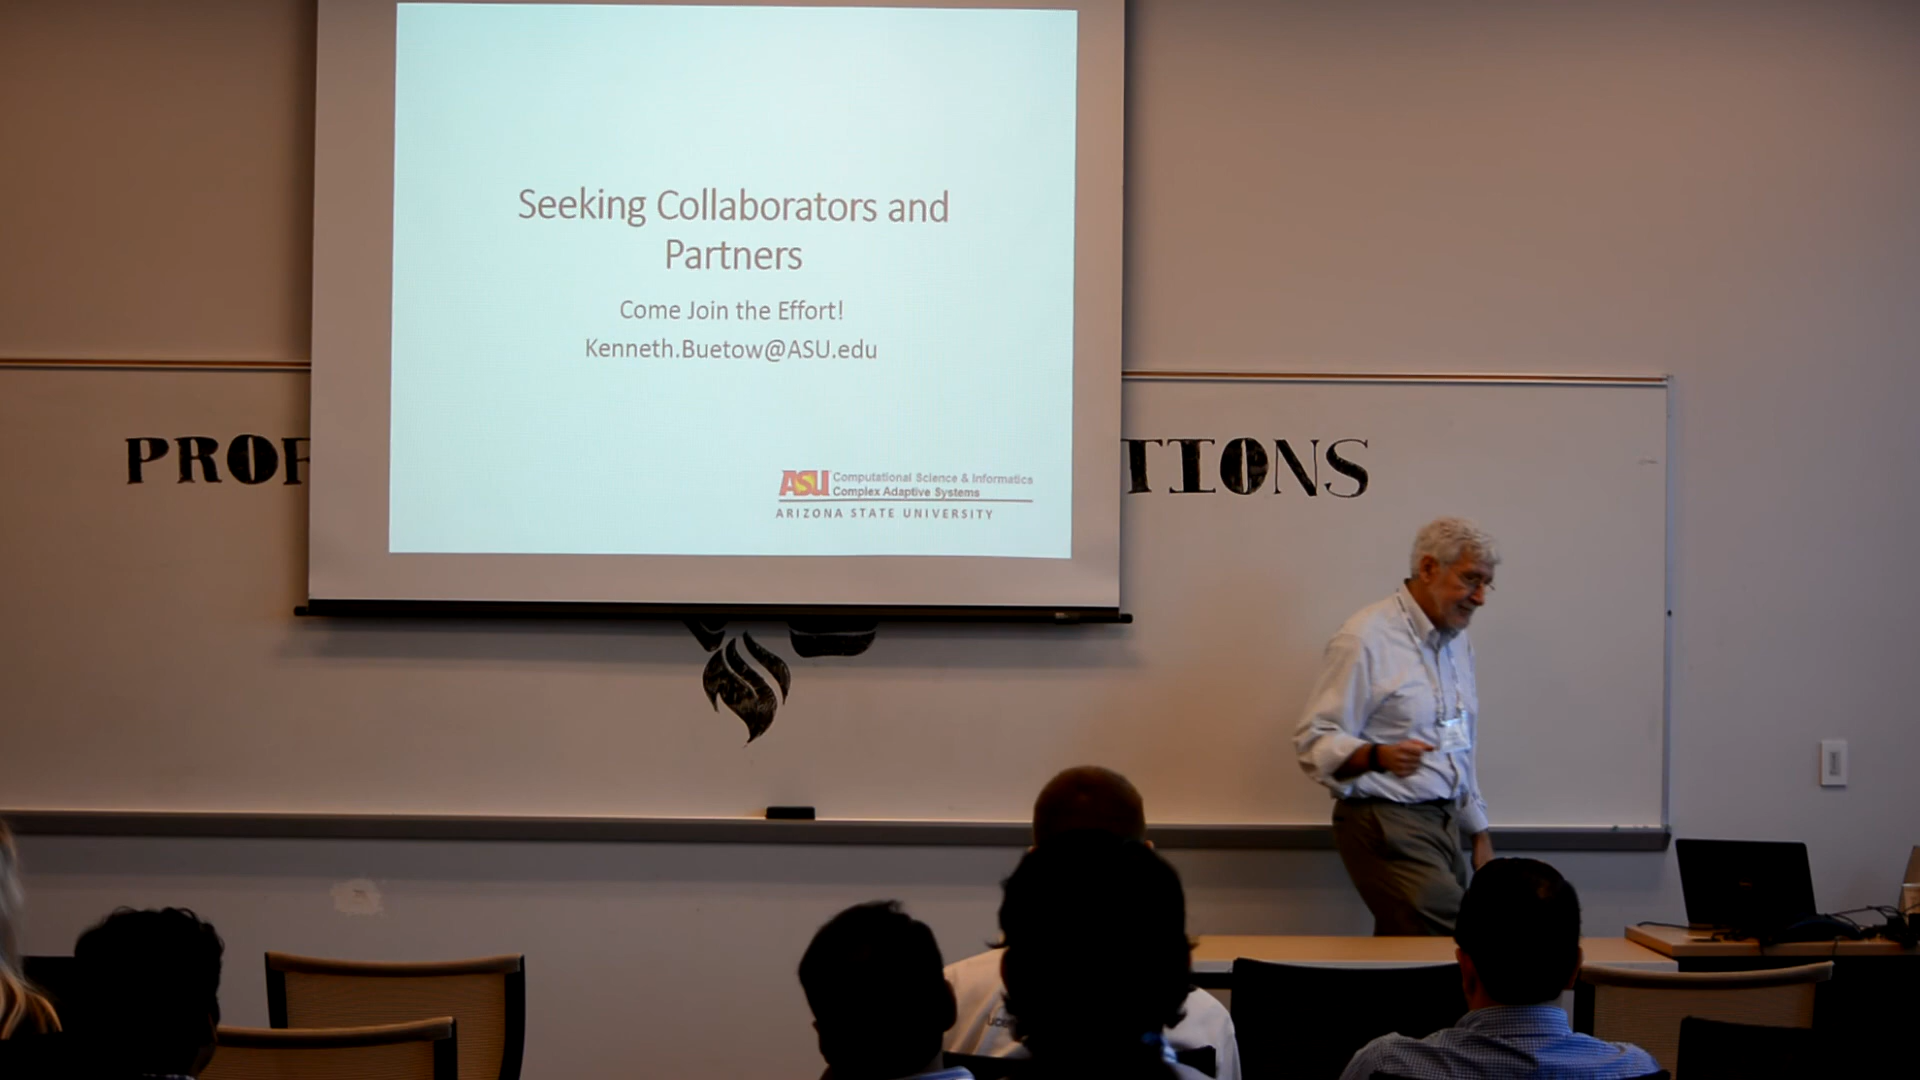 Seeking Collaborators and
Partners
Come Join the Effort!
Kenneth.Buetow@ASU.edu
ASU Computational Science & Informatics
Complex Adaptive Systems
ARIZONA STATE UNIVERSITY
PROF
TIONS